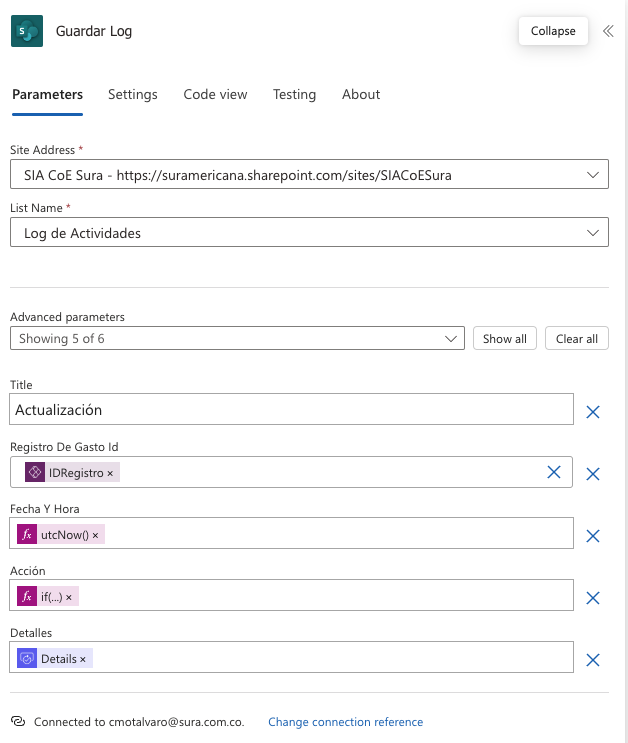 Guardar Log
Collapse
Parameters Settings Code view Testing About
Site Address *
SIA CoE Sura - https://suramericana.sharepoint.com/sites/SIACoESura
List Name *
Log de Actividades
Advanced parameters
Showing 5 of 6 Show all Clear all
Title
Actualización
Registro De Gasto Id
IDRegistro ×
Fecha Y Hora
fx utcNow() ×
Acción
fx if(...) ×
Detalles
Details ×
Connected to cmotalvaro@sura.com.co. Change connection reference